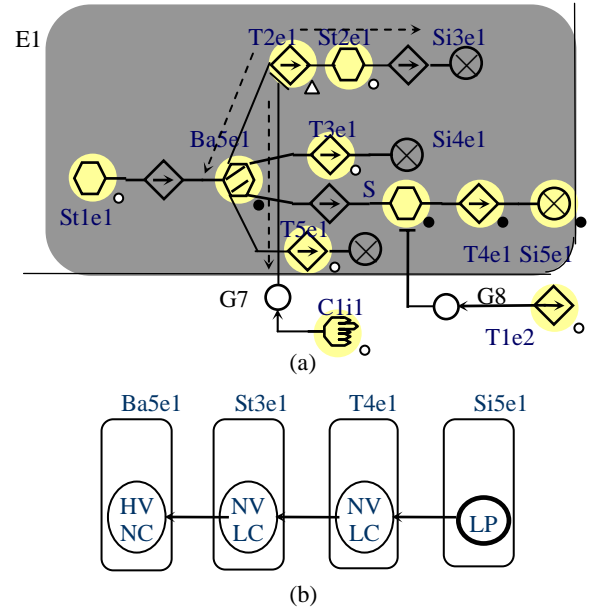 E1
T2e1 St2e1 Si3e1
Ba5e1 T3e1 Si4e1
St1e1 S
T5e1 T4e1 Si5e1
G7 C1i1 G8
T1e2
(a)
Ba5e1 St3e1 T4e1 Si5e1
HV NV NV LP
NC LC LC
(b)